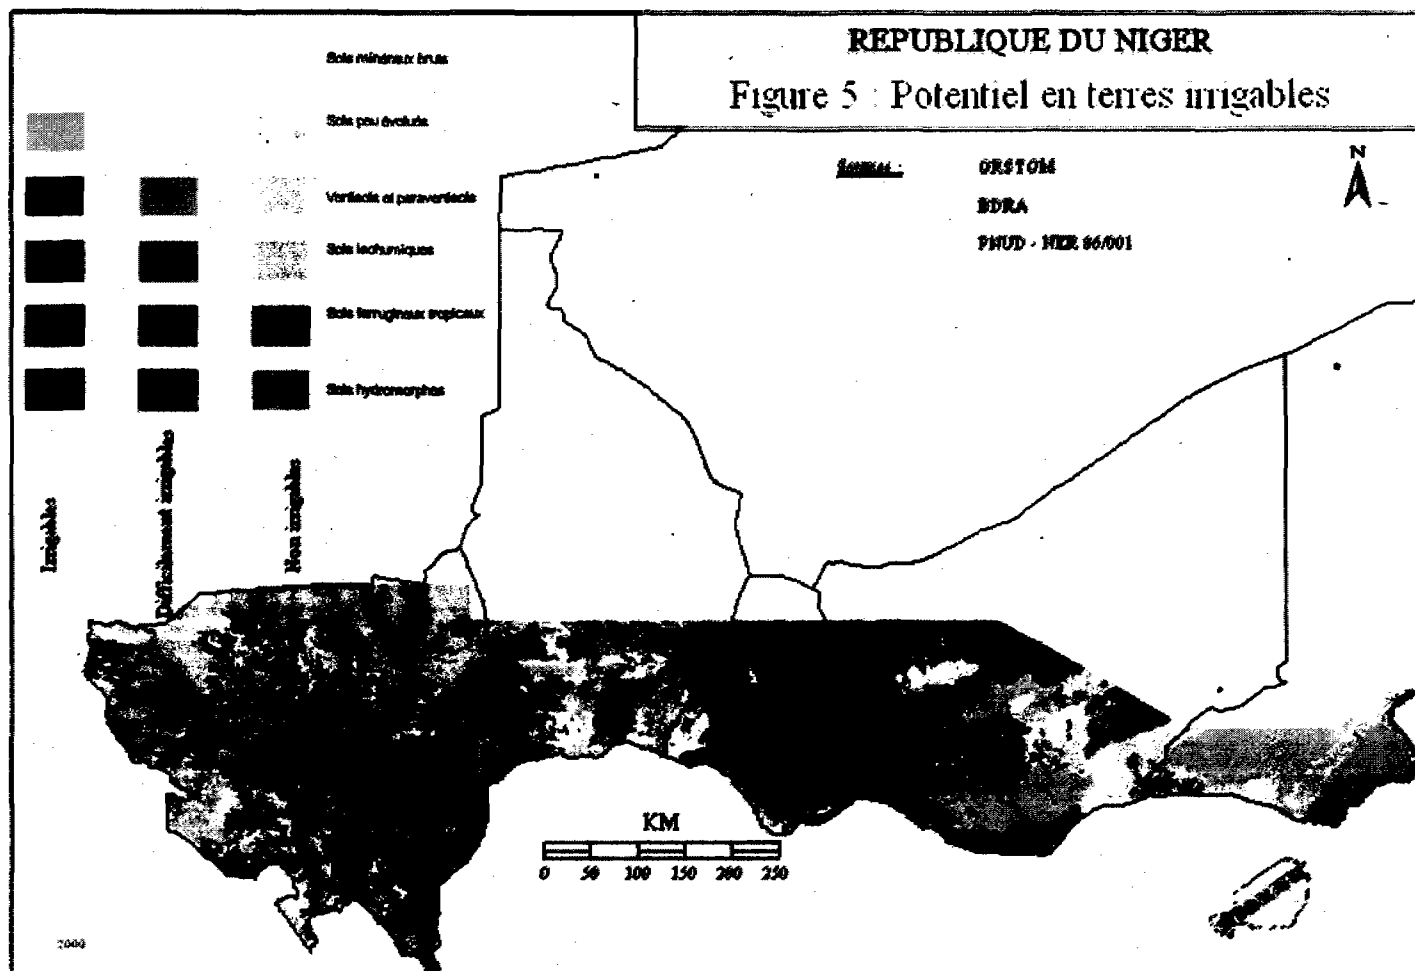 REPUBLIQUE DU NIGER
Figure 5 : Potentiel en terres irrigables
Sols minéraux bruts
Sols peu évolués
Vertisols et paravertisols
Sols isohumiques
Sols ferrugineux tropicaux
Sols hydromorphes
Irrigables
Difficilement irrigables
Non irrigables
Sources :
ORSTOM
BDRA
PNUD - NER 86/001
N
KM
0 50 100 150 200 250
2000